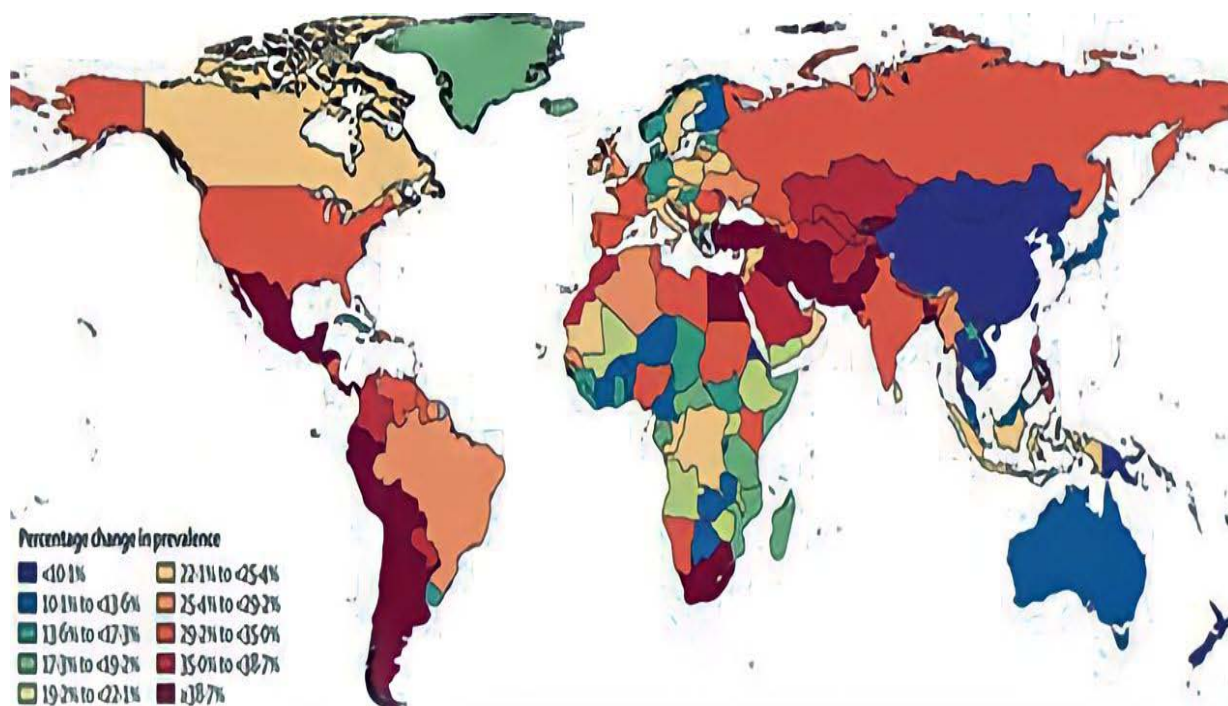 Percentage change in prevalence
<10·1%
10·1% to <13·6%
13·6% to <17·3%
17·3% to <19·2%
19·2% to <22·1%
22·1% to <25·4%
25·4% to <29·2%
29·2% to <35·0%
35·0% to <38·7%
≥38·7%